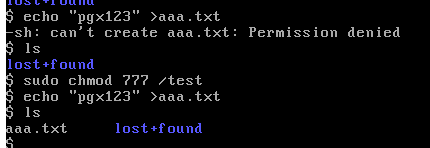 lost+found
$ echo "pgx123" >aaa.txt
-sh: can't create aaa.txt: Permission denied
$ ls
lost+found
$ sudo chmod 777 /test
$ echo "pgx123" >aaa.txt
$ ls
aaa.txt lost+found
$